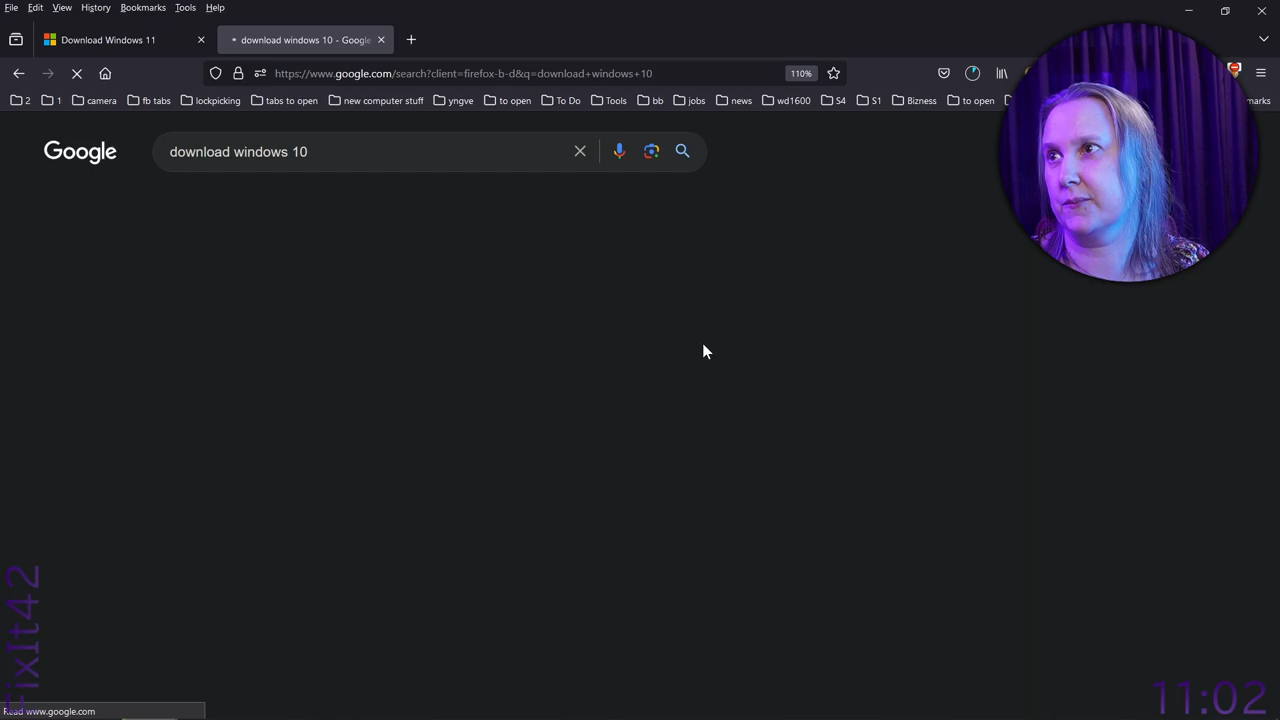 File Edit View History Bookmarks Tools Help
Download Windows 11
download windows 10 - Google
https://www.google.com/search?client=firefox-b-d&q=download+windows+10
110%
2 1 camera fb tabs lockpicking tabs to open new computer stuff yngve to open To Do Tools bb jobs news wd1600 S4 S1 Bizness to open
Google
download windows 10
FixIt42
Read www.google.com
11:02